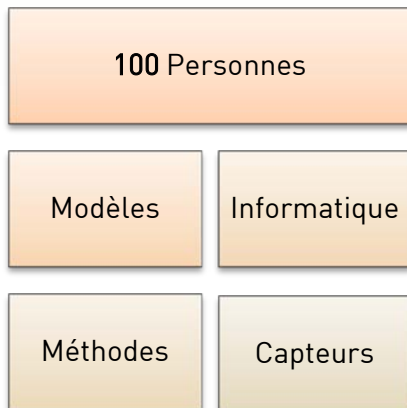 100 Personnes
Modèles
Informatique
Méthodes
Capteurs